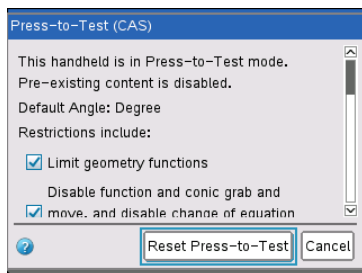 Press-to-Test (CAS)
This handheld is in Press-to-Test mode.
Pre-existing content is disabled.
Default Angle: Degree
Restrictions include:
Limit geometry functions
Disable function and conic grab and
move, and disable change of equation
Reset Press-to-Test Cancel